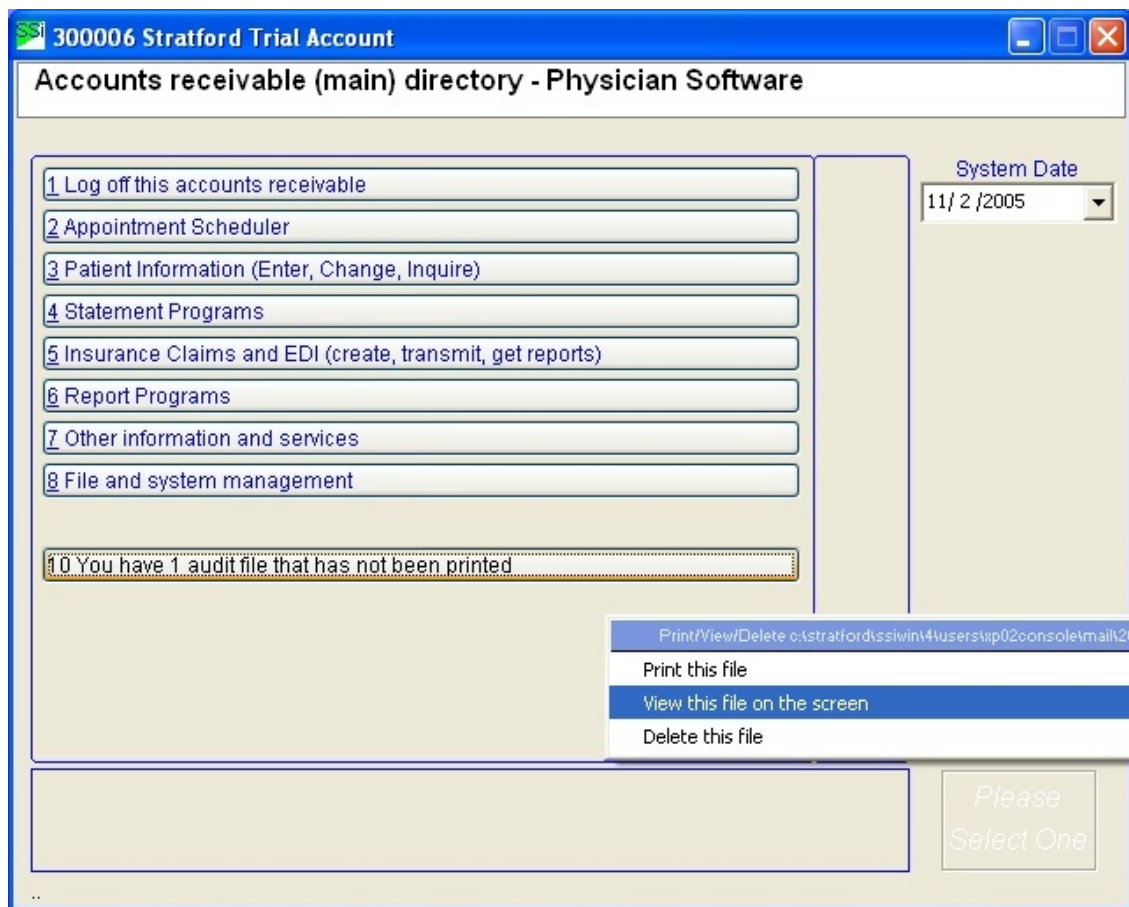 SSi 300006 Stratford Trial Account
Accounts receivable (main) directory - Physician Software
System Date
11/ 2 /2005
1 Log off this accounts receivable
2 Appointment Scheduler
3 Patient Information (Enter, Change, Inquire)
4 Statement Programs
5 Insurance Claims and EDI (create, transmit, get reports)
6 Report Programs
7 Other information and services
8 File and system management
10 You have 1 audit file that has not been printed
Print/View/Delete c:\stratford\ssiwin\4\users\xp02console\mail\2
Print this file
View this file on the screen
Delete this file
Please
Select One
..